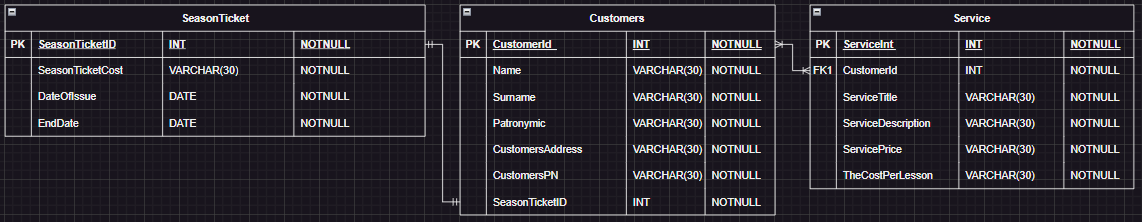 SeasonTicket
PK SeasonTicketID INT NOTNULL
SeasonTicketCost VARCHAR(30) NOTNULL
DateOfIssue DATE NOTNULL
EndDate DATE NOTNULL
Customers
PK CustomerId INT NOTNULL
Name VARCHAR(30) NOTNULL
Surname VARCHAR(30) NOTNULL
Patronymic VARCHAR(30) NOTNULL
CustomersAddress VARCHAR(30) NOTNULL
CustomersPN VARCHAR(30) NOTNULL
SeasonTicketID INT NOTNULL
Service
PK ServiceInt INT NOTNULL
FK1 CustomerId INT NOTNULL
ServiceTitle VARCHAR(30) NOTNULL
ServiceDescription VARCHAR(30) NOTNULL
ServicePrice VARCHAR(30) NOTNULL
TheCostPerLesson VARCHAR(30) NOTNULL